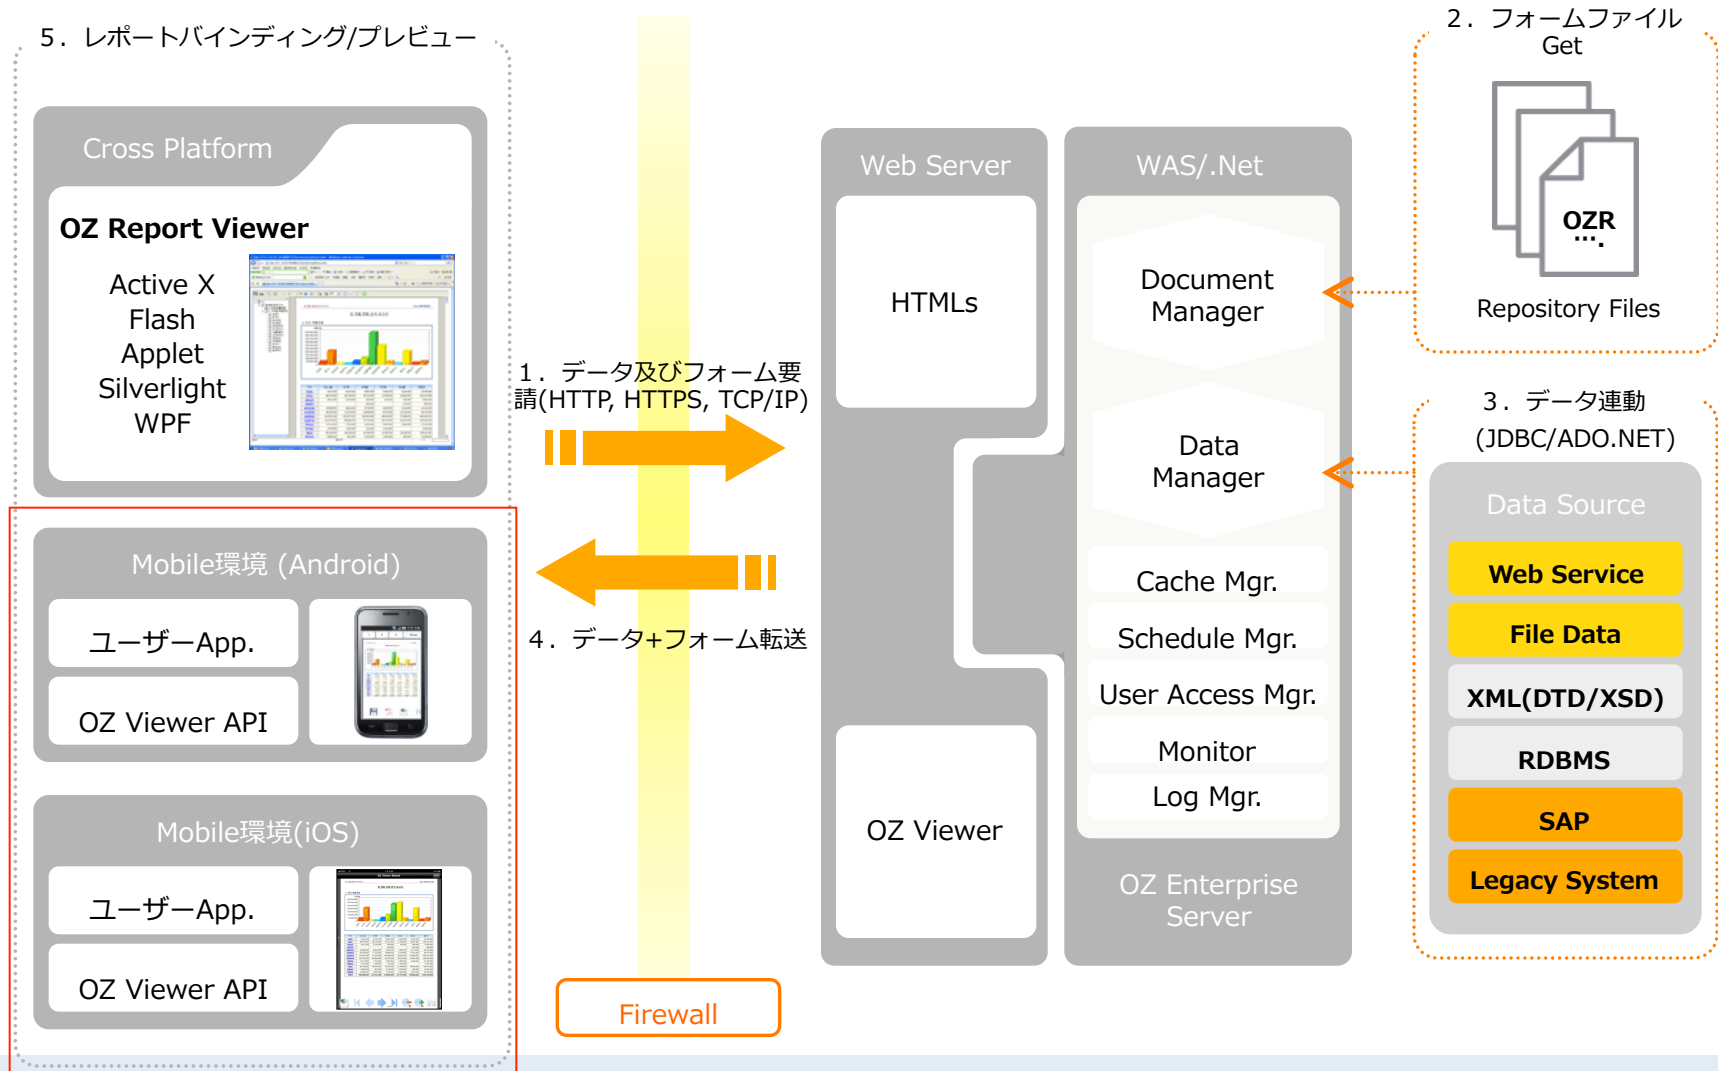 5．レポートバインディング/プレビュー
Cross Platform
OZ Report Viewer
Active X
Flash
Applet
Silverlight
WPF
Mobile環境 (Android)
ユーザーApp.
OZ Viewer API
Mobile環境(iOS)
ユーザーApp.
OZ Viewer API
1．データ及びフォーム要
請(HTTP, HTTPS, TCP/IP)
4．データ+フォーム転送
Firewall
Web Server
HTMLs
OZ Viewer
WAS/.Net
Document
Manager
Data
Manager
Cache Mgr.
Schedule Mgr.
User Access Mgr.
Monitor
Log Mgr.
OZ Enterprise
Server
2．フォームファイル
Get
OZR
….
Repository Files
3．データ連動
(JDBC/ADO.NET)
Data Source
Web Service
File Data
XML(DTD/XSD)
RDBMS
SAP
Legacy System